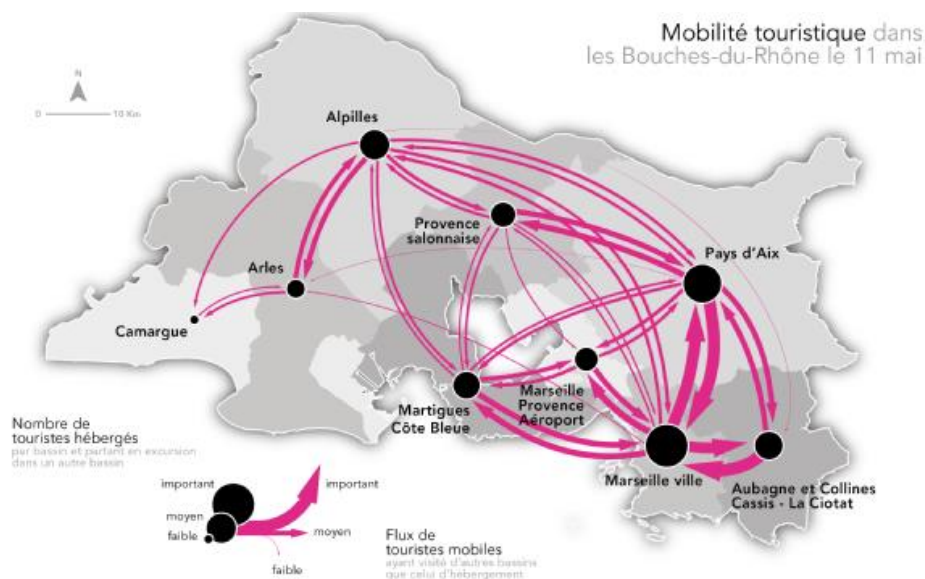 Mobilité touristique dans
les Bouches-du-Rhône le 11 mai
N
0 10 Km
Alpilles
Provence
salonnaise
Pays d'Aix
Arles
Camargue
Martigues
Côte Bleue
Marseille
Provence
Aéroport
Marseille ville
Aubagne et Collines
Cassis - La Ciotat
Nombre de
touristes hébergés
par bassin et partant en excursion
dans un autre bassin
important
moyen
faible
important
moyen
faible
Flux de
touristes mobiles
ayant visité d'autres bassins
que celui d'hébergement